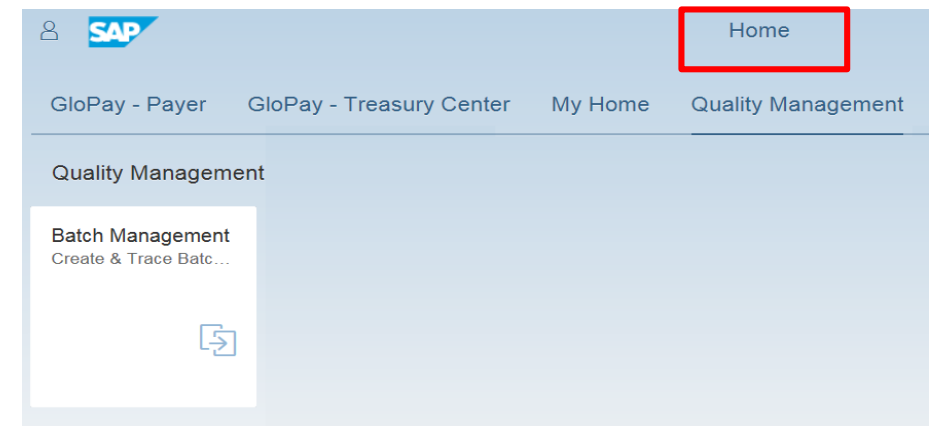 SAP Home
GloPay - Payer GloPay - Treasury Center My Home Quality Management
Quality Management
Batch Management
Create & Trace Batc...